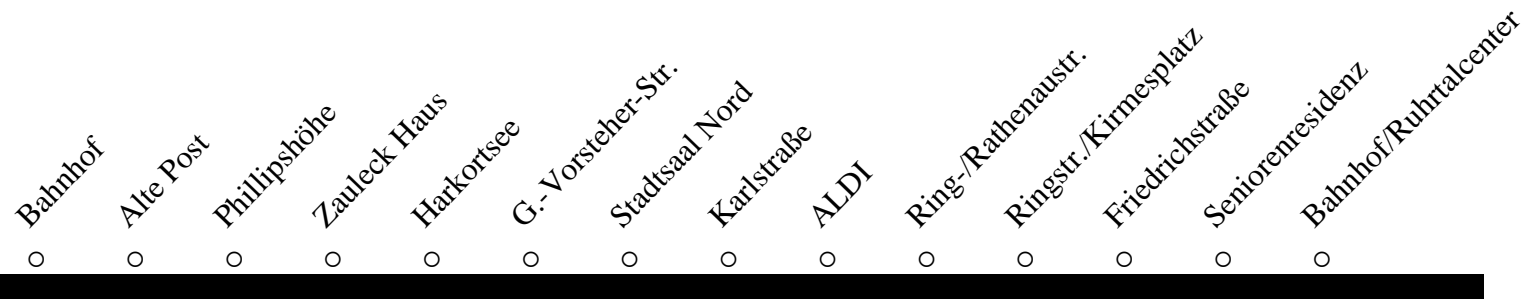 Bahnhof
Alte Post
Phillipshöhe
Zauleck Haus
Harkortsee
G.- Vorsteher-Str.
Stadtsaal Nord
Karlstraße
ALDI
Ring-/Rathenaustr.
Ringstr./Kirmesplatz
Friedrichstraße
Seniorenresidenz
Bahnhof/Ruhrtalcenter